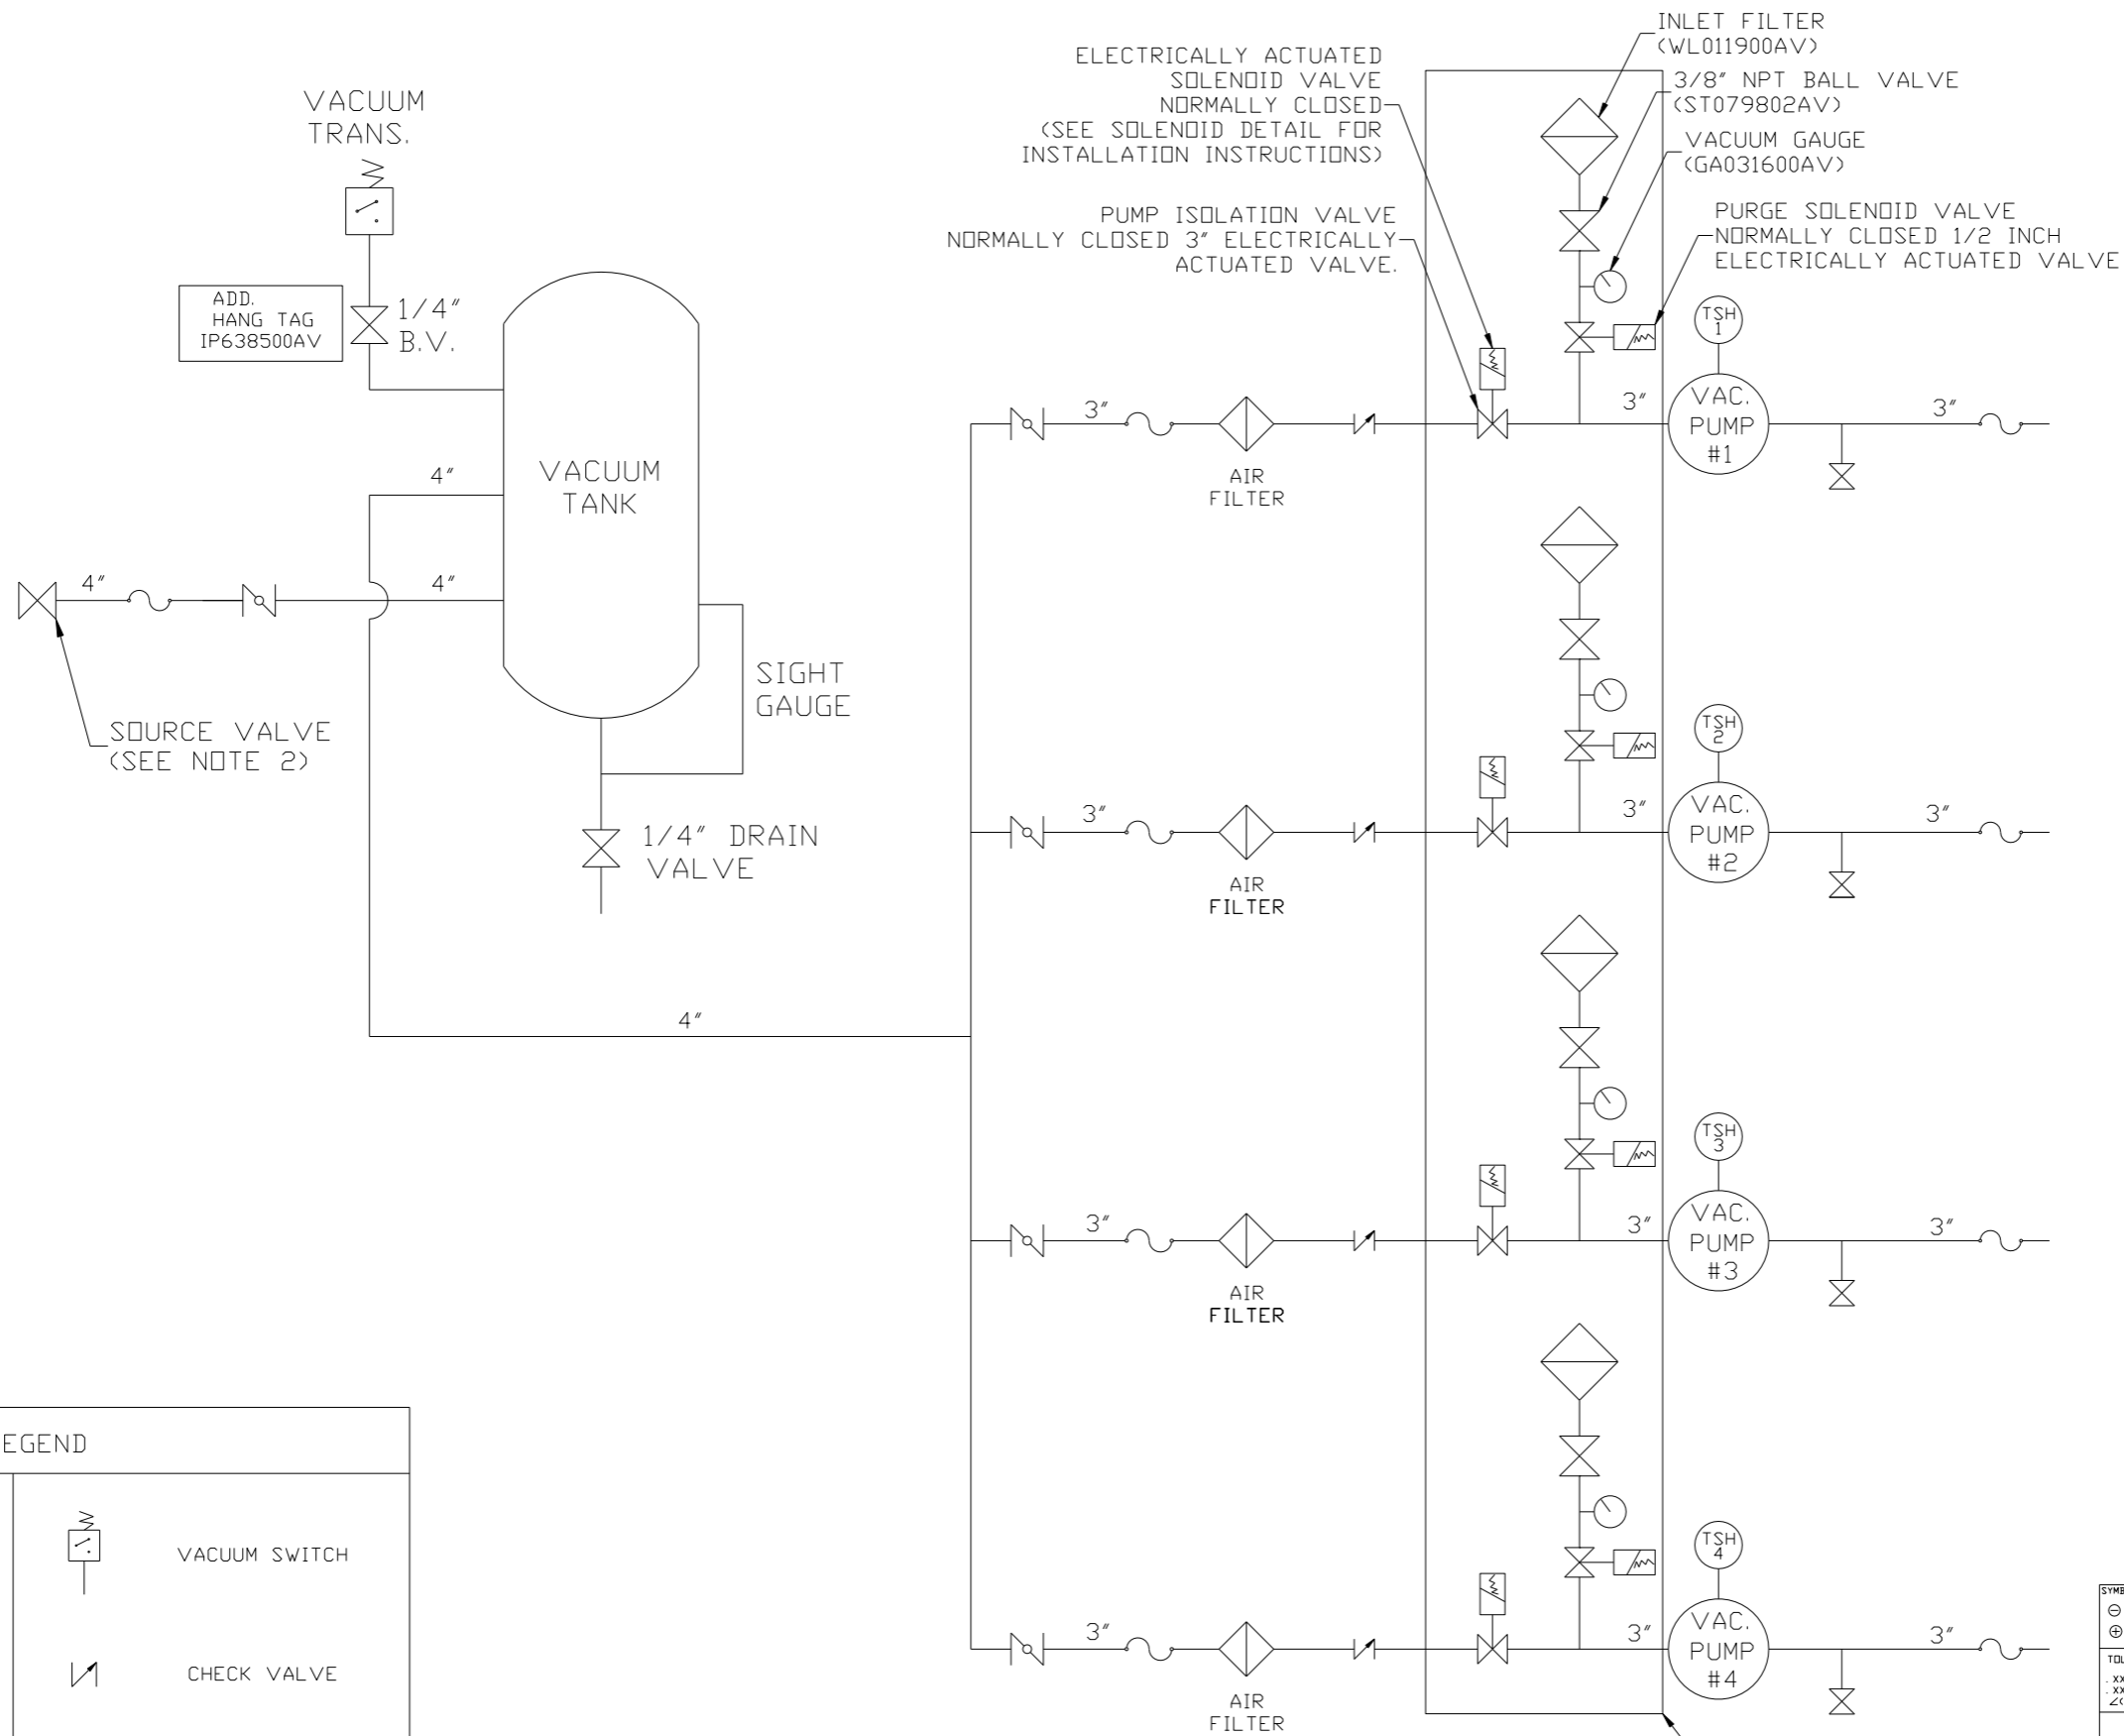 INLET FILTER
(WL011900AV)
ELECTRICALLY ACTUATED
SOLENOID VALVE
NORMALLY CLOSED
(SEE SOLENOID DETAIL FOR
INSTALLATION INSTRUCTIONS)
3/8" NPT BALL VALVE
(ST079802AV)
VACUUM GAUGE
(GA031600AV)
PUMP ISOLATION VALVE
NORMALLY CLOSED 3" ELECTRICALLY
ACTUATED VALVE.
PURGE SOLENOID VALVE
NORMALLY CLOSED 1/2 INCH
ELECTRICALLY ACTUATED VALVE
VACUUM
TRANS.
ADD.
HANG TAG
IP638500AV
1/4"
B.V.
VACUUM
TANK
4"
4"
4"
SOURCE VALVE
(SEE NOTE 2)
SIGHT
GAUGE
1/4" DRAIN
VALVE
4"
TSH
1
3"
AIR
FILTER
3"
VAC.
PUMP
#1
3"
TSH
2
3"
AIR
FILTER
3"
VAC.
PUMP
#2
3"
TSH
3
3"
AIR
FILTER
3"
VAC.
PUMP
#3
3"
TSH
4
3"
AIR
FILTER
3"
VAC.
PUMP
#4
3"
EGEND
VACUUM SWITCH
CHECK VALVE
SYMB
TOL
.XX
.XX